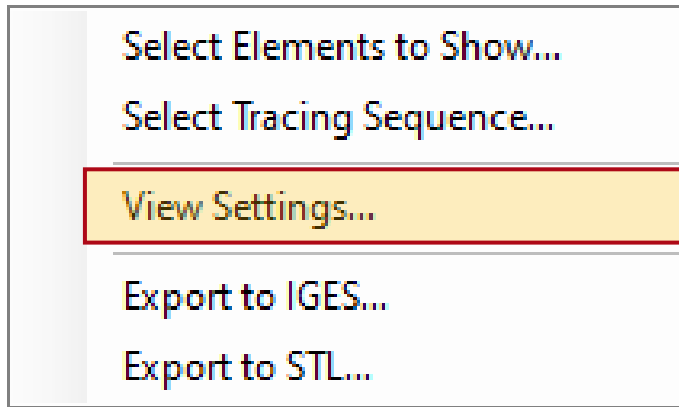 Select Elements to Show...
Select Tracing Sequence...
View Settings...
Export to IGES...
Export to STL...